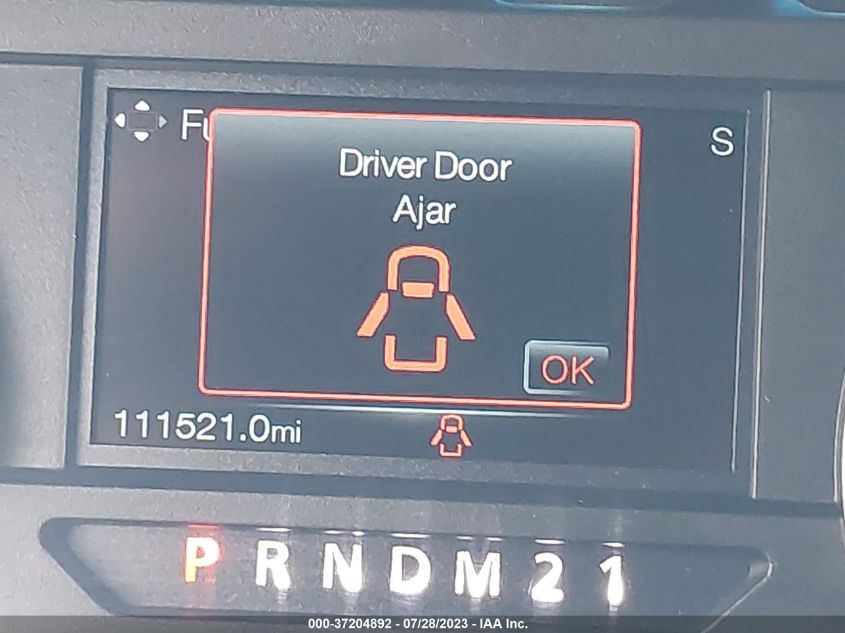 S
Driver Door
Ajar
OK
111521.0mi
P R N D M 2 1
000-37204892 - 07/28/2023 - IAA Inc.